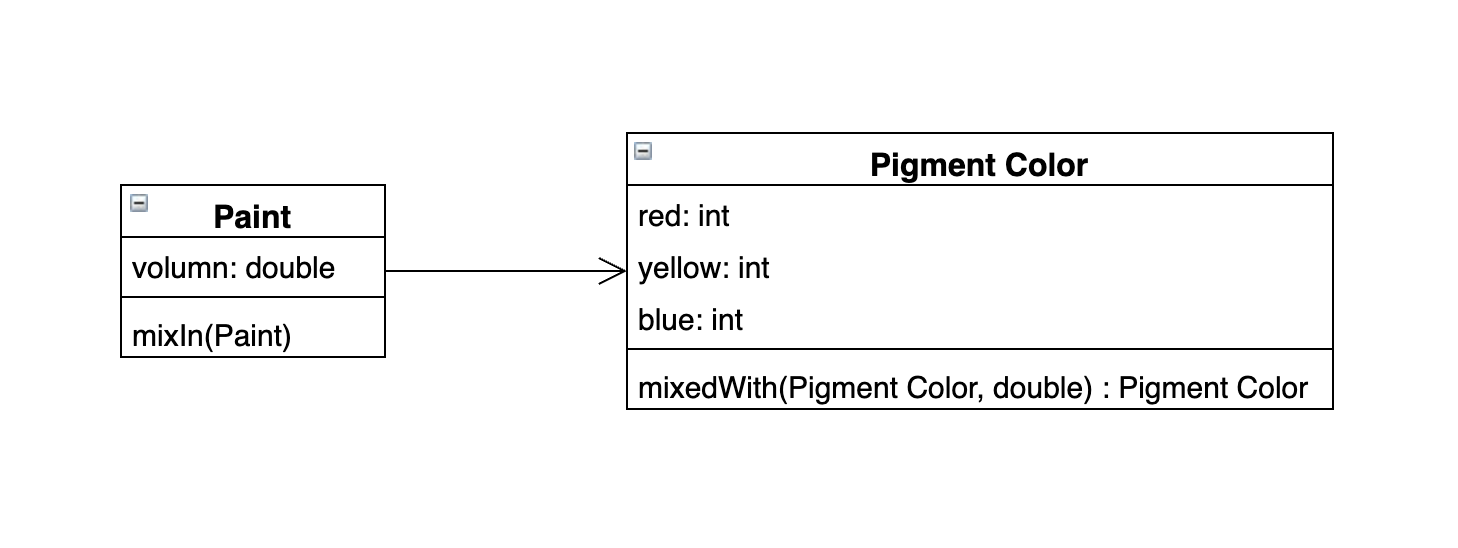 Paint
volumn: double
mixIn(Paint)
Pigment Color
red: int
yellow: int
blue: int
mixedWith(Pigment Color, double) : Pigment Color